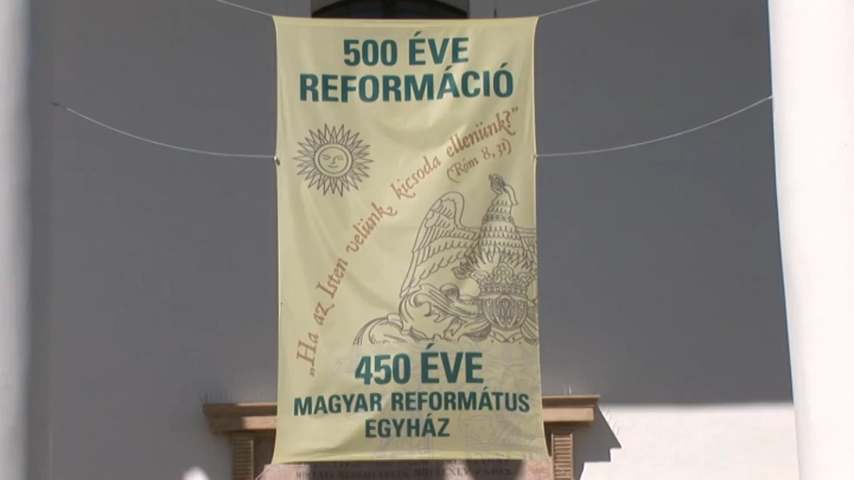 500 ÉVE
REFORMÁCIÓ
„Ha az Isten velünk, kicsoda ellenünk?"
(Róm 8,31)
450 ÉVE
MAGYAR REFORMÁTUS
EGYHÁZ